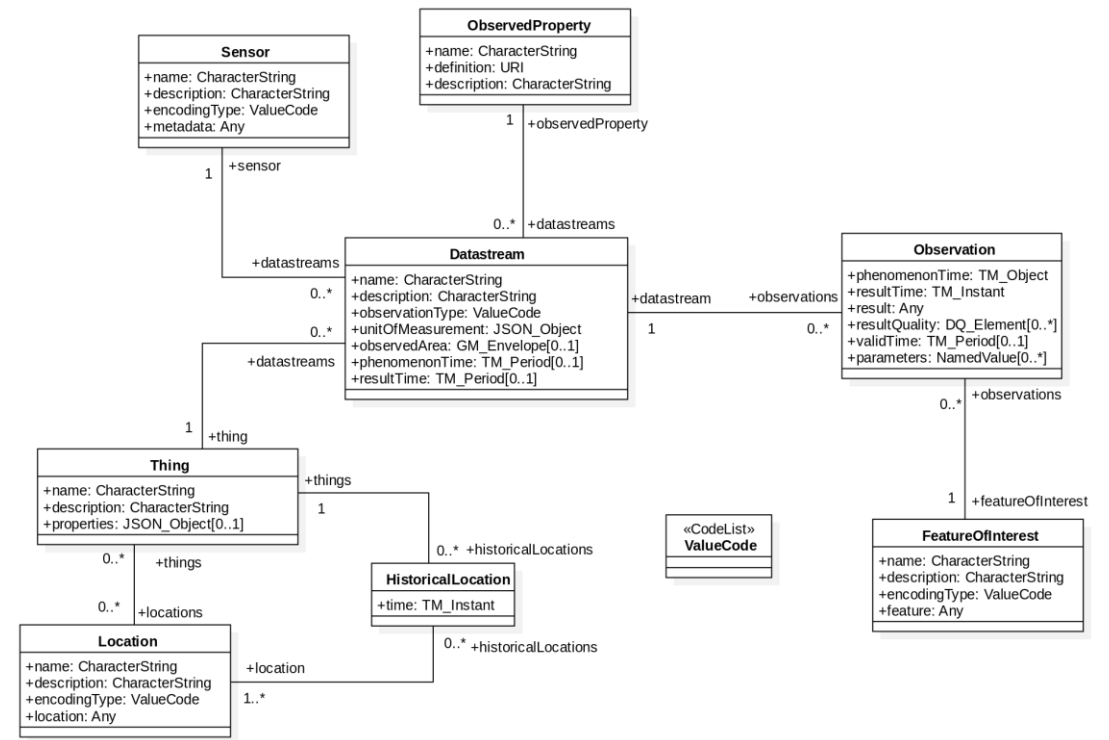 ObservedProperty
+name: CharacterString
+definition: URI
+description: CharacterString
Sensor
+name: CharacterString
+description: CharacterString
+encodingType: ValueCode
+metadata: Any
1
+observedProperty
+sensor
1
0..*
+datastreams
+datastreams
0..*
Datastream
+name: CharacterString
+description: CharacterString
+observationType: ValueCode
+unitOfMeasurement: JSON_Object
+observedArea: GM_Envelope[0..1]
+phenomenonTime: TM_Period[0..1]
+resultTime: TM_Period[0..1]
+datastream
1
+observations
0..*
Observation
+phenomenonTime: TM_Object
+resultTime: TM_Instant
+result: Any
+resultQuality: DQ_Element[0..*]
+validTime: TM_Period[0..1]
+parameters: NamedValue[0..*]
0..*
+datastreams
1
+thing
0..*
+observations
1
+featureOfInterest
Thing
+name: CharacterString
+description: CharacterString
+properties: JSON_Object[0..1]
+things
1
0..*
+historicalLocations
«CodeList»
ValueCode
FeatureOfInterest
+name: CharacterString
+description: CharacterString
+encodingType: ValueCode
+feature: Any
0..*
+things
0..*
+locations
HistoricalLocation
+time: TM_Instant
0..*
+historicalLocations
Location
+name: CharacterString
+description: CharacterString
+encodingType: ValueCode
+location: Any
+location
1..*